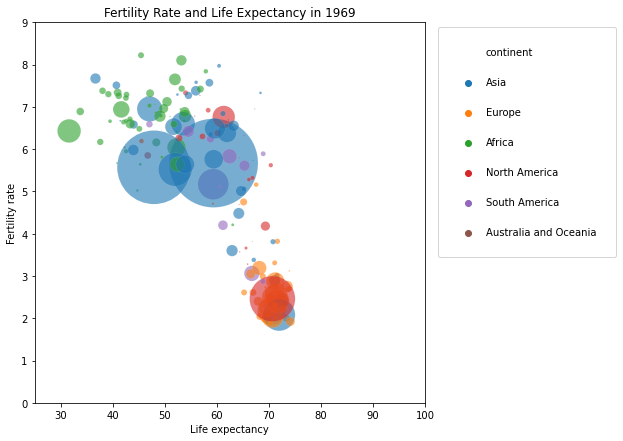 Fertility Rate and Life Expectancy in 1969
9
8
7
6
5
4
3
2
1
0
Fertility rate
30 40 50 60 70 80 90 100
Life expectancy
continent
Asia
Europe
Africa
North America
South America
Australia and Oceania